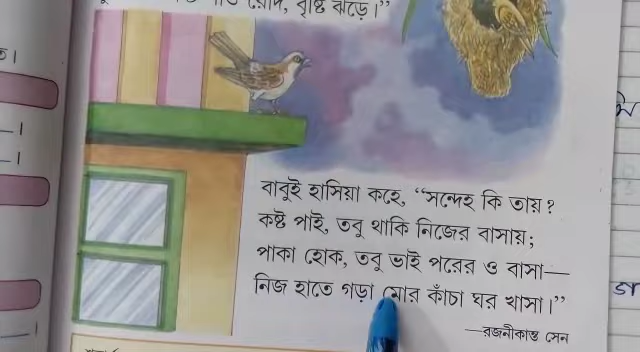 রোদ, বৃষ্টি ঝড়ে।”
বাবুই হাসিয়া কহে, “সন্দেহ কি তায়?
কষ্ট পাই, তবু থাকি নিজের বাসায়;
পাকা হোক, তবু ভাই পরের ও বাসা—
নিজ হাতে গড়া মোর কাঁচা ঘর খাসা।”
—রজনীকান্ত সেন